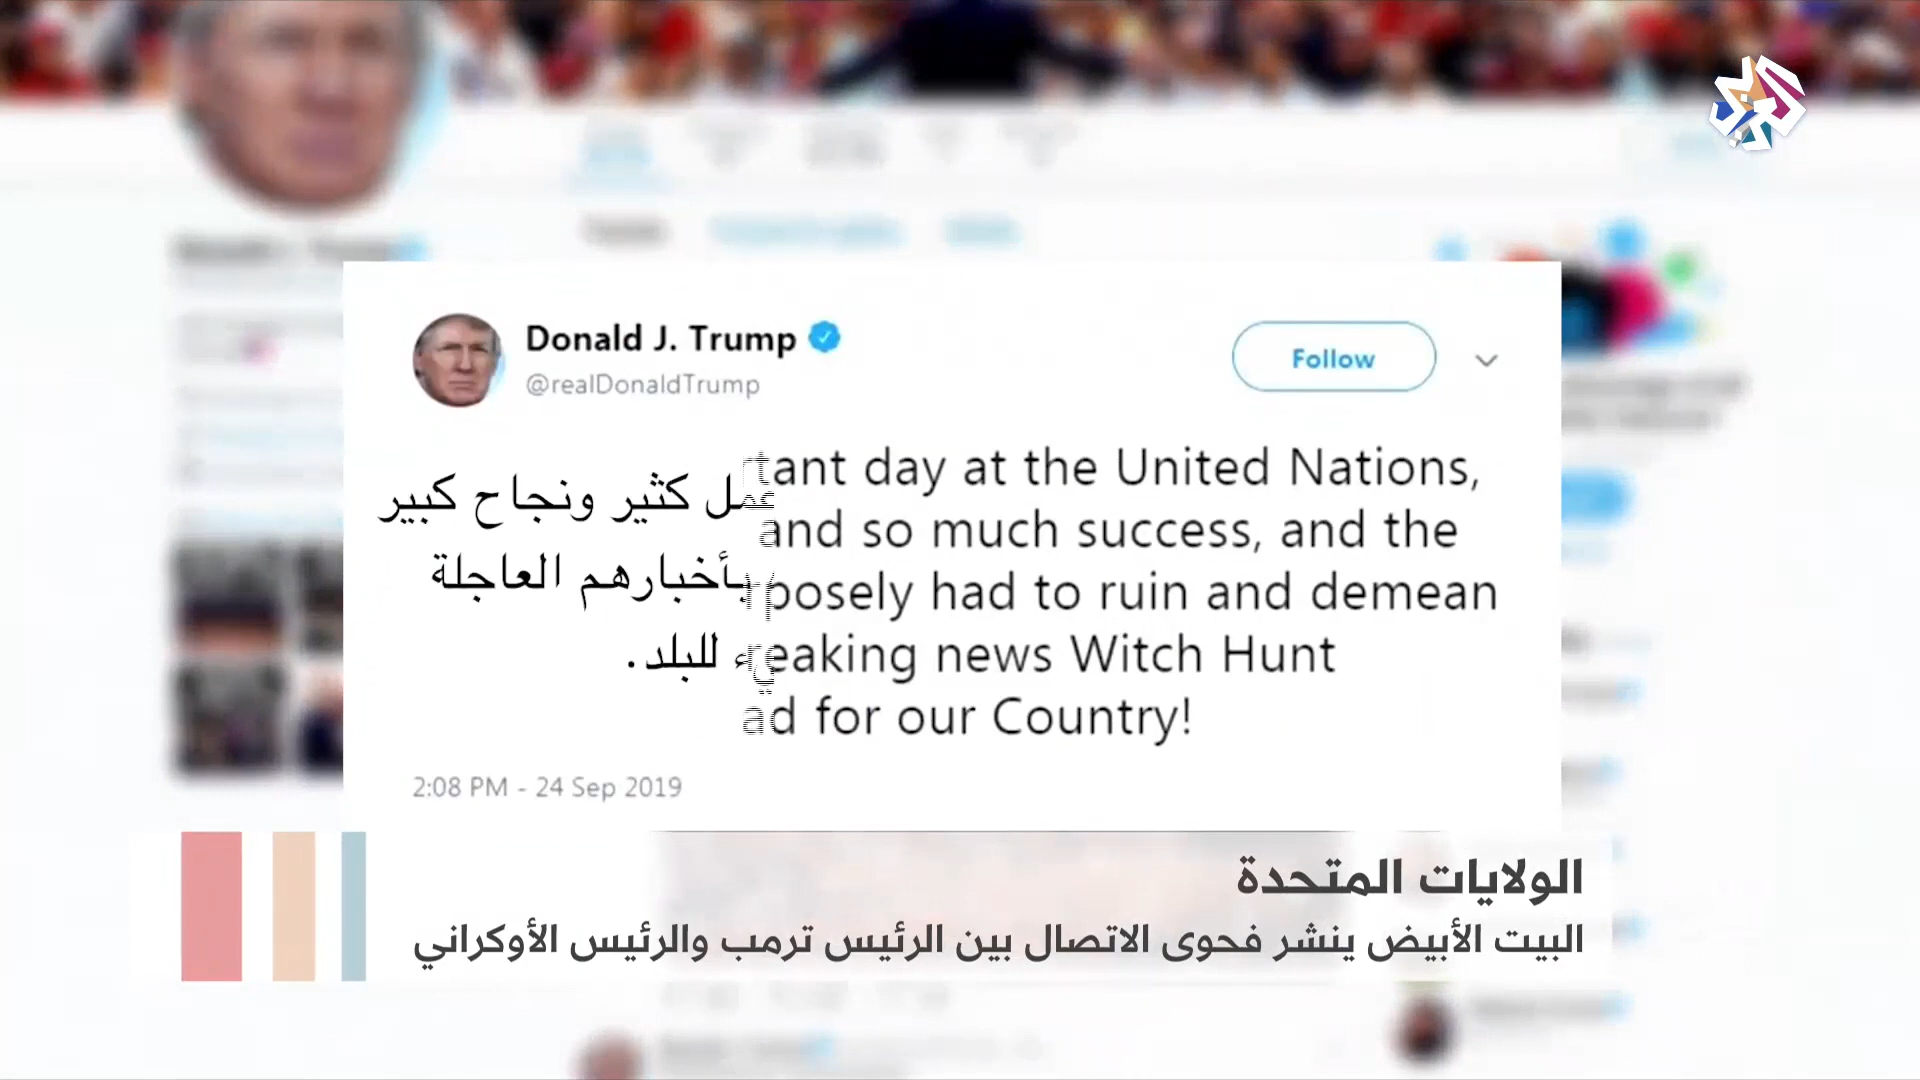 Donald J. Trump
@realDonaldTrump
Follow
tant day at the United Nations,
عمل كثير ونجاح كبير
and so much success, and the
بأخبارهم العاجلة
posely had to ruin and demean
للبلد.
reaking news Witch Hunt
ad for our Country!
2:08 PM - 24 Sep 2019
الولايات المتحدة
البيت الأبيض ينشر فحوى الاتصال بين الرئيس ترمب والرئيس الأوكراني